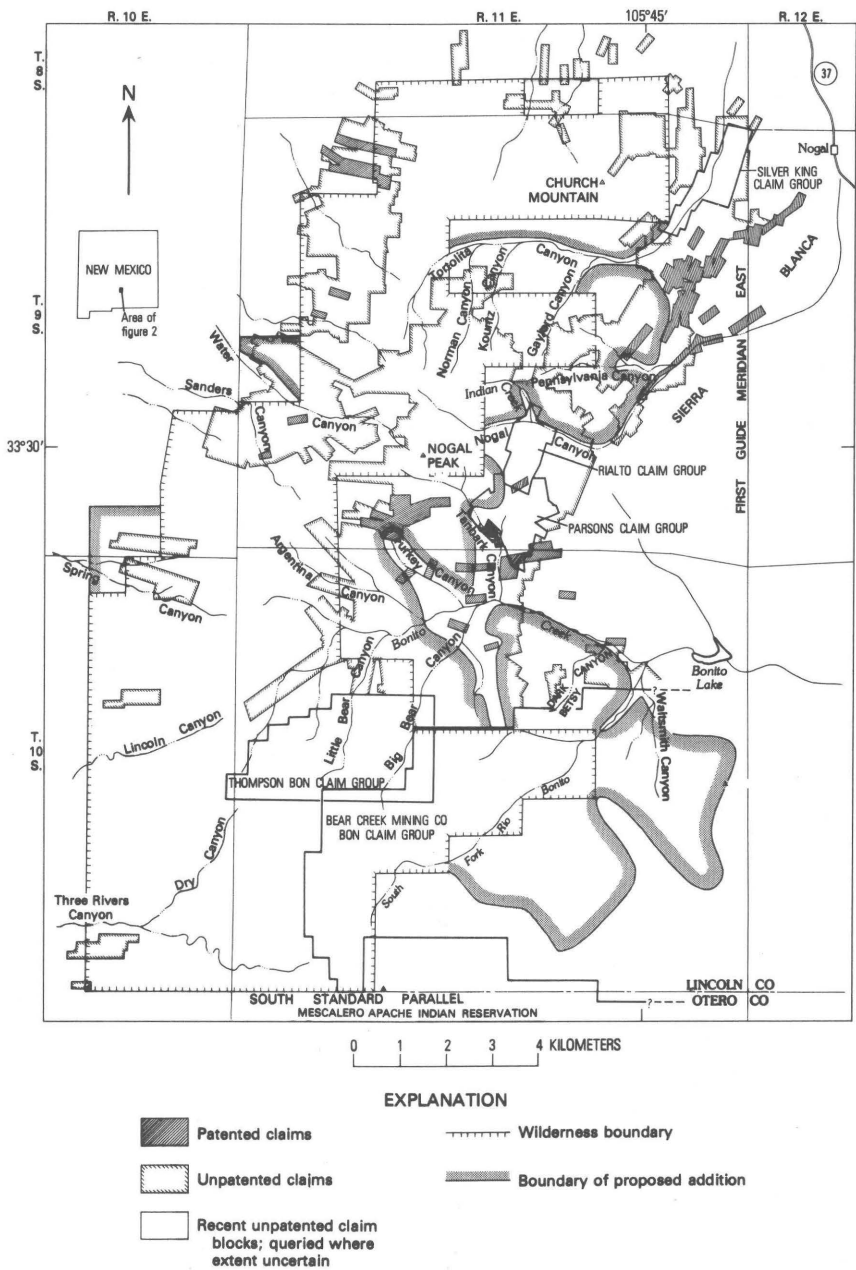 R. 10 E.
R. 11 E.
105°45'
R. 12 E.
T.
8
S.
37
N
Nogal
CHURCH
MOUNTAIN
SILVER KING
CLAIM GROUP
NEW MEXICO
Area of
figure 2
Tortolita
Canyon
BLANCA
T.
9
S.
Norman Canyon
Kountz
Canyon
Gaylord Canyon
FIRST GUIDE MERIDIAN EAST
Water
Canyon
Sanders
Canyon
Indian Creek
Pennsylvania Canyon
SIERRA
33°30'
NOGAL
PEAK
Nogal
Canyon
RIALTO CLAIM GROUP
PARSONS CLAIM GROUP
Tanbark Canyon
Turkey
Canyon
Argentina
Canyon
Spring
Canyon
Bonito
Creek
Bonito
Lake
DARK CANYON
BETSY
?
Waltsmith Canyon
T.
10
S.
Lincoln Canyon
Little Bear
Canyon
Big Bear
Canyon
THOMPSON BON CLAIM GROUP
BEAR CREEK MINING CO
BON CLAIM GROUP
South
Fork
Rio
Bonito
Dry
Canyon
Three Rivers
Canyon
SOUTH STANDARD PARALLEL
MESCALERO APACHE INDIAN RESERVATION
LINCOLN CO
?
OTERO CO
0 1 2 3 4 KILOMETERS
EXPLANATION
Patented claims
Wilderness boundary
Unpatented claims
Boundary of proposed addition
Recent unpatented claim
blocks; queried where
extent uncertain